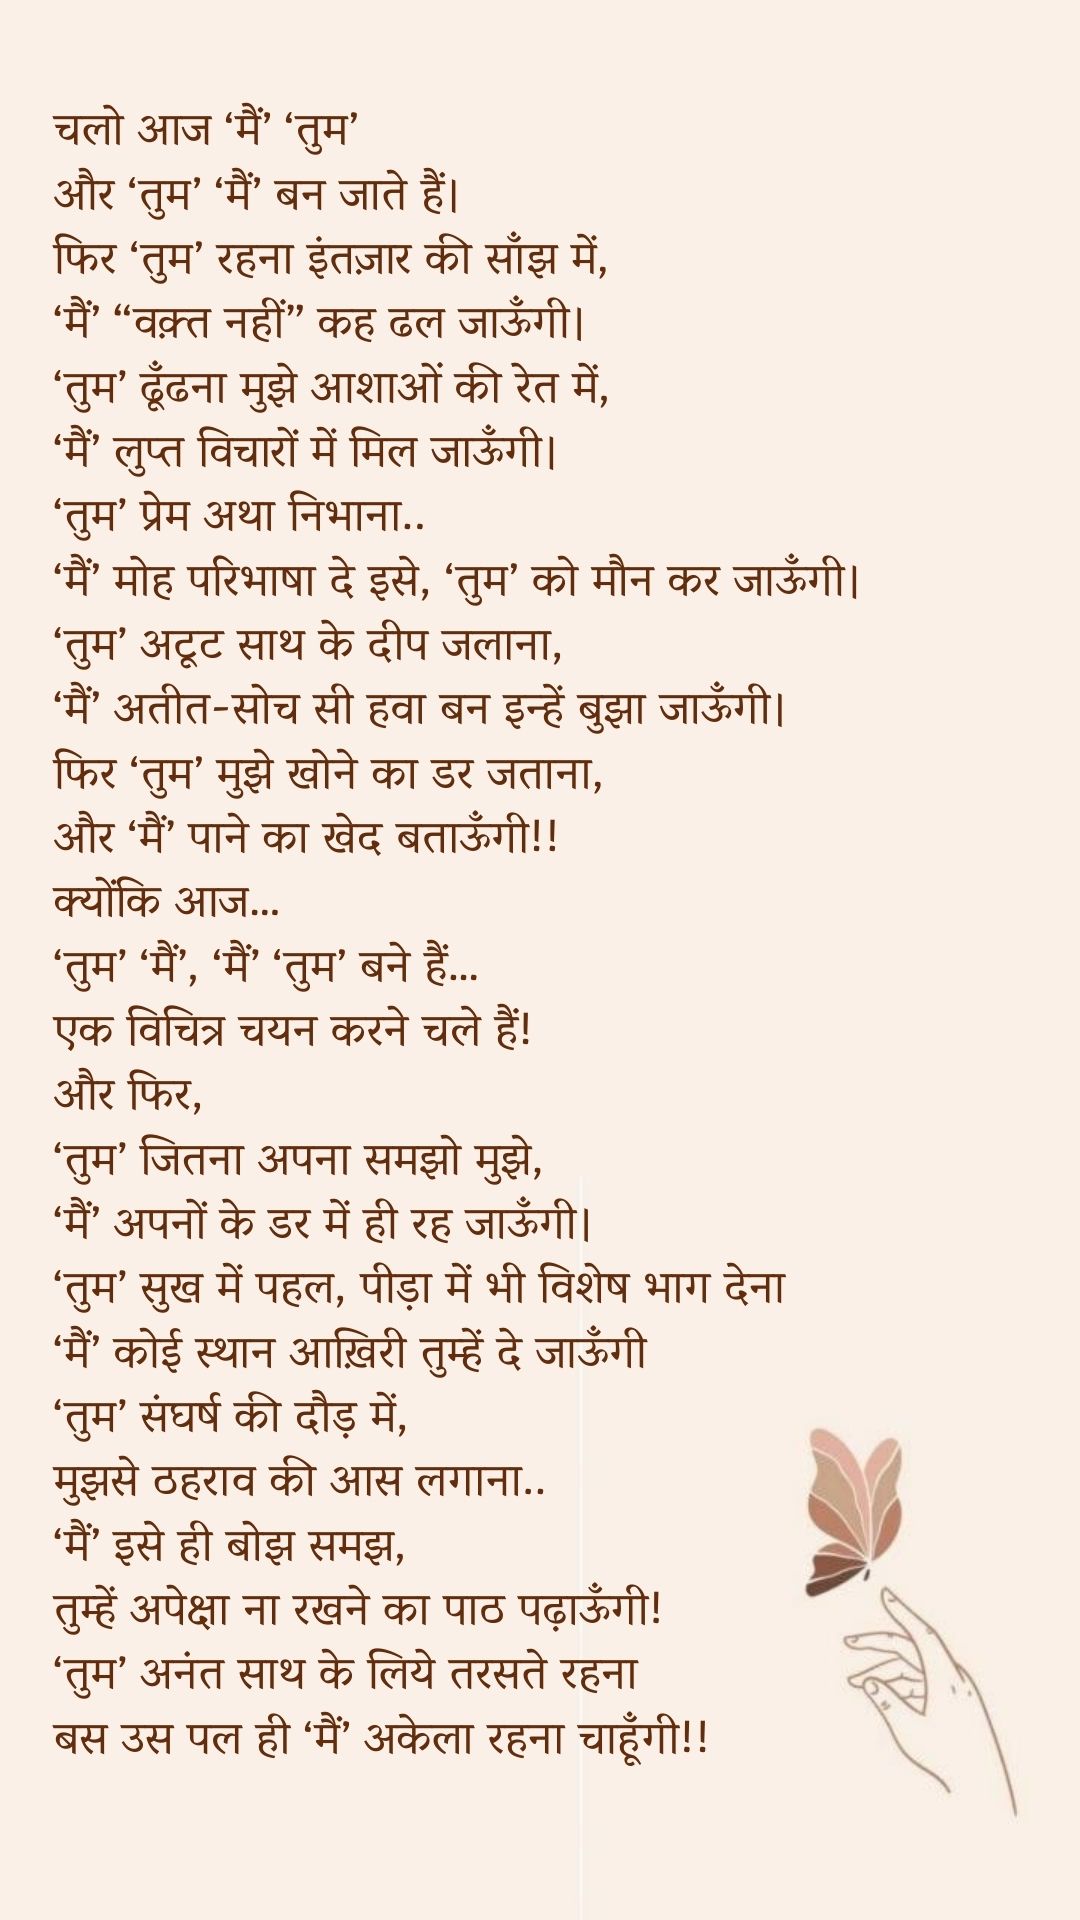 चलो आज ‘मैं’ ‘तुम’
और ‘तुम’ ‘मैं’ बन जाते हैं।
फिर ‘तुम’ रहना इंतज़ार की साँझ में,
‘मैं’ “वक़्त नहीं” कह ढल जाऊँगी।
‘तुम’ ढूँढना मुझे आशाओं की रेत में,
‘मैं’ लुप्त विचारों में मिल जाऊँगी।
‘तुम’ प्रेम अथा निभाना..
‘मैं’ मोह परिभाषा दे इसे, ‘तुम’ को मौन कर जाऊँगी।
‘तुम’ अटूट साथ के दीप जलाना,
‘मैं’ अतीत-सोच सी हवा बन इन्हें बुझा जाऊँगी।
फिर ‘तुम’ मुझे खोने का डर जताना,
और ‘मैं’ पाने का खेद बताऊँगी!!
क्योंकि आज...
‘तुम’ ‘मैं’, ‘मैं’ ‘तुम’ बने हैं...
एक विचित्र चयन करने चले हैं!
और फिर,
‘तुम’ जितना अपना समझो मुझे,
‘मैं’ अपनों के डर में ही रह जाऊँगी।
‘तुम’ सुख में पहल, पीड़ा में भी विशेष भाग देना
‘मैं’ कोई स्थान आख़िरी तुम्हें दे जाऊँगी
‘तुम’ संघर्ष की दौड़ में,
मुझसे ठहराव की आस लगाना..
‘मैं’ इसे ही बोझ समझ,
तुम्हें अपेक्षा ना रखने का पाठ पढ़ाऊँगी!
‘तुम’ अनंत साथ के लिये तरसते रहना
बस उस पल ही ‘मैं’ अकेला रहना चाहूँगी!!